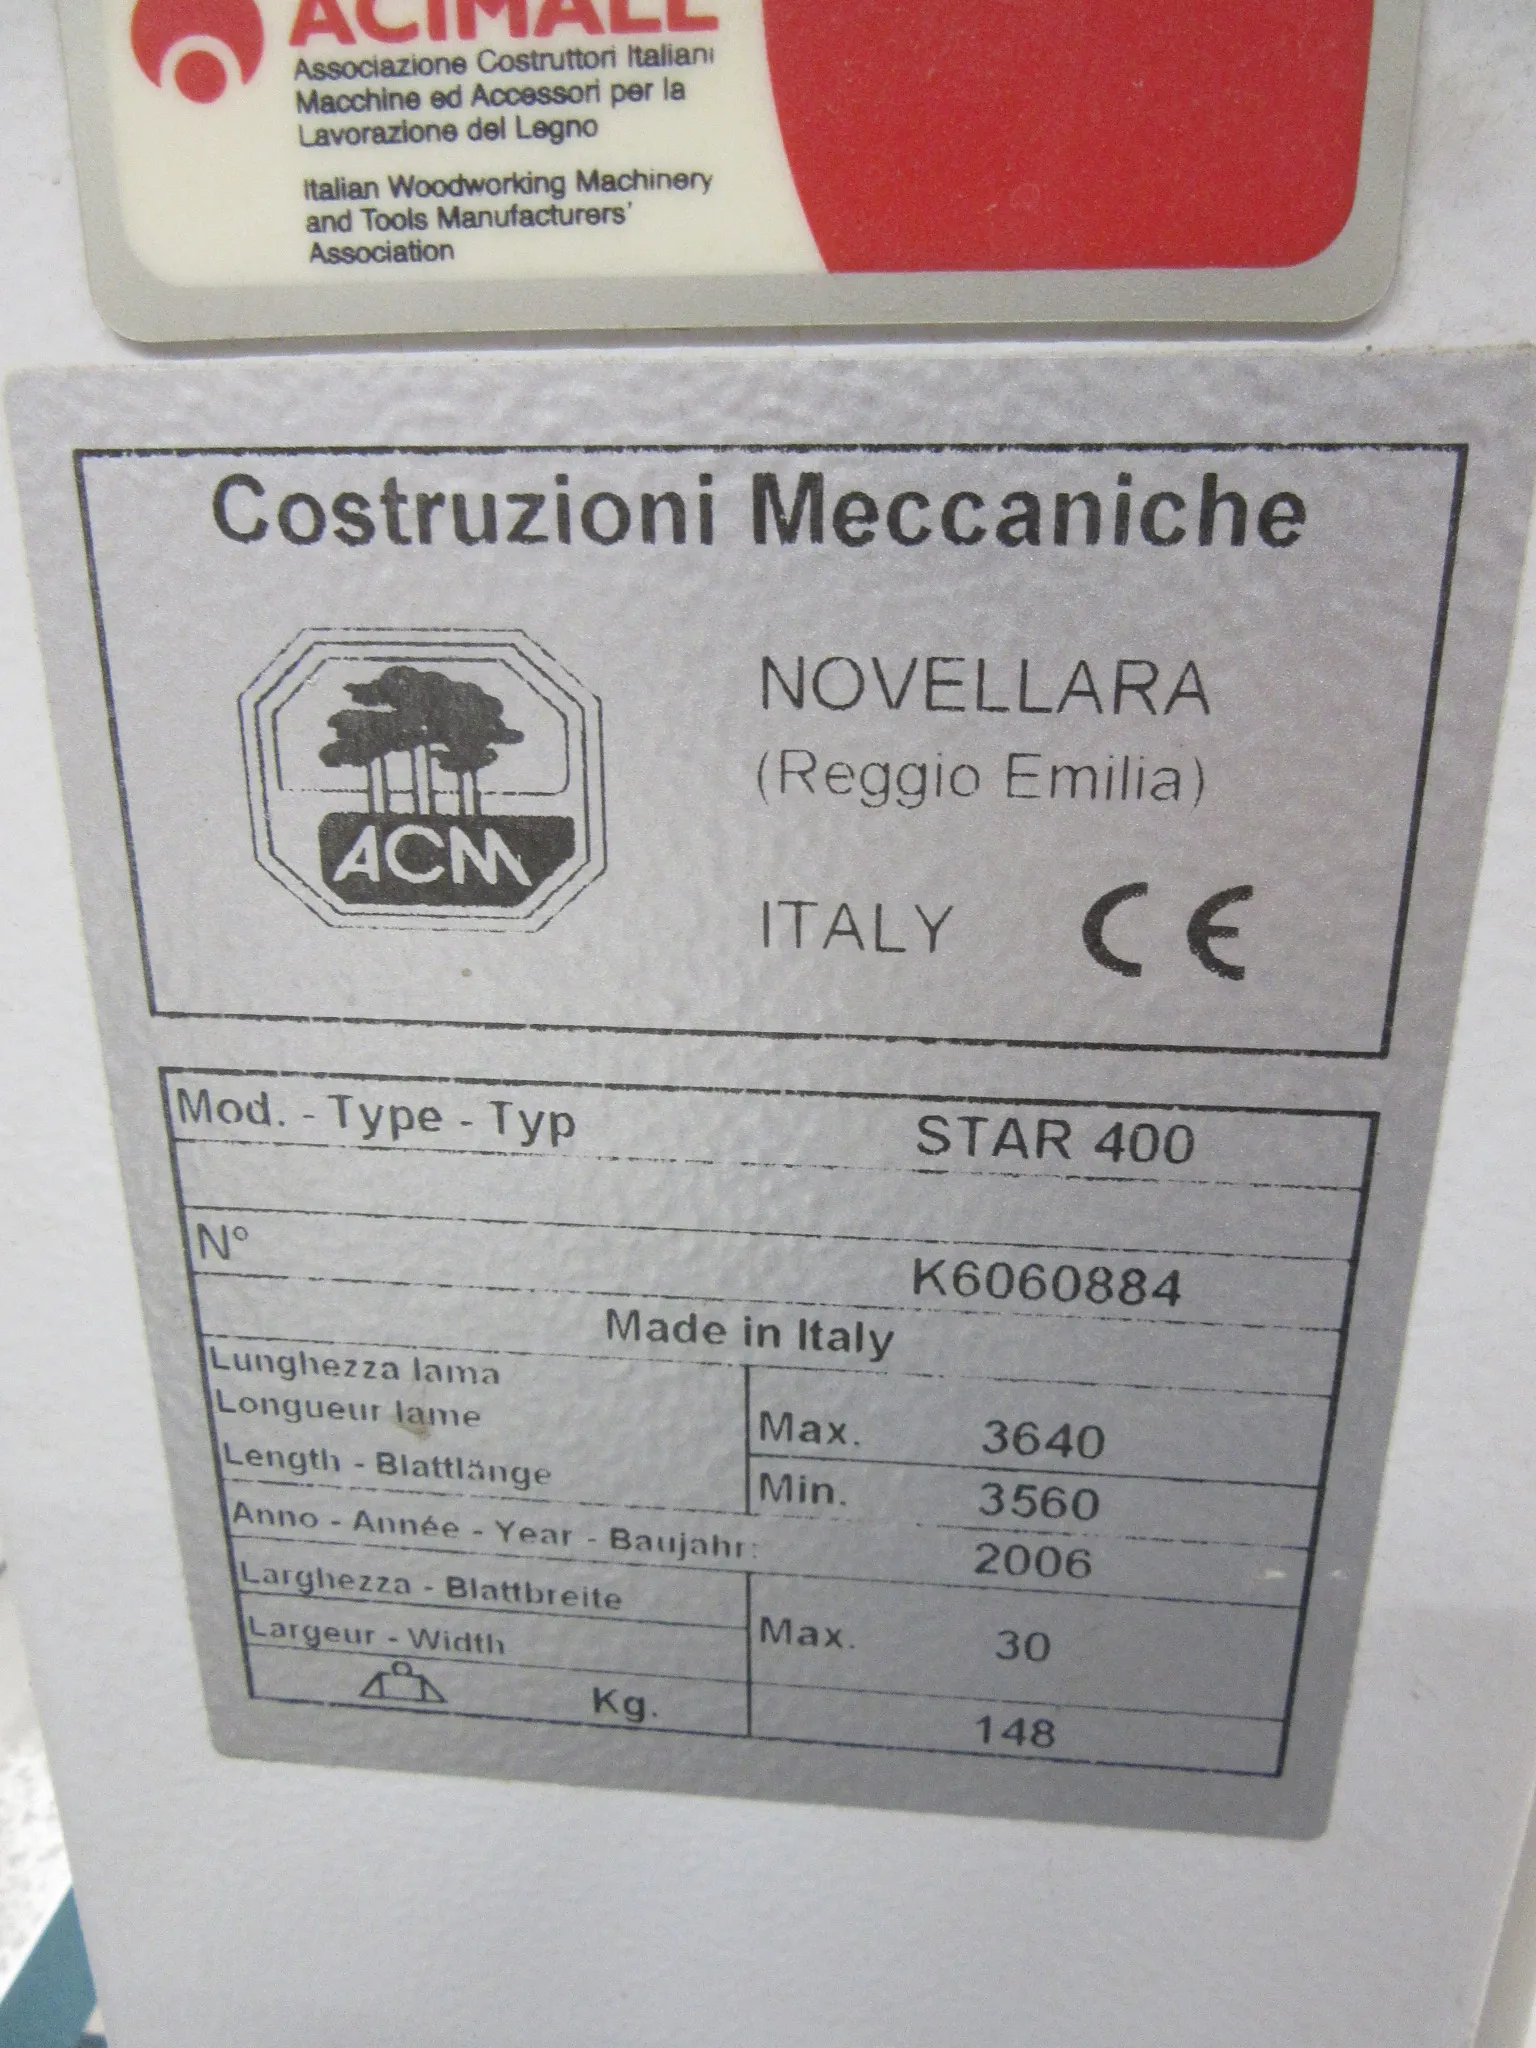 ACIMALL
Associazione Costruttori Italiani
Macchine ed Accessori per la
Lavorazione del Legno
Italian Woodworking Machinery
and Tools Manufacturers'
Association
Costruzioni Meccaniche
NOVELLARA
(Reggio Emilia)
ACM
ITALY CE
Mod. - Type - Typ STAR 400
N° K6060884
Made in Italy
Lunghezza lama
Longueur lame
Length - Blattlänge
Max. 3640
Min. 3560
Anno - Année - Year - Baujahr: 2006
Larghezza - Blattbreite
Largeur - Width
Max. 30
Kg. 148